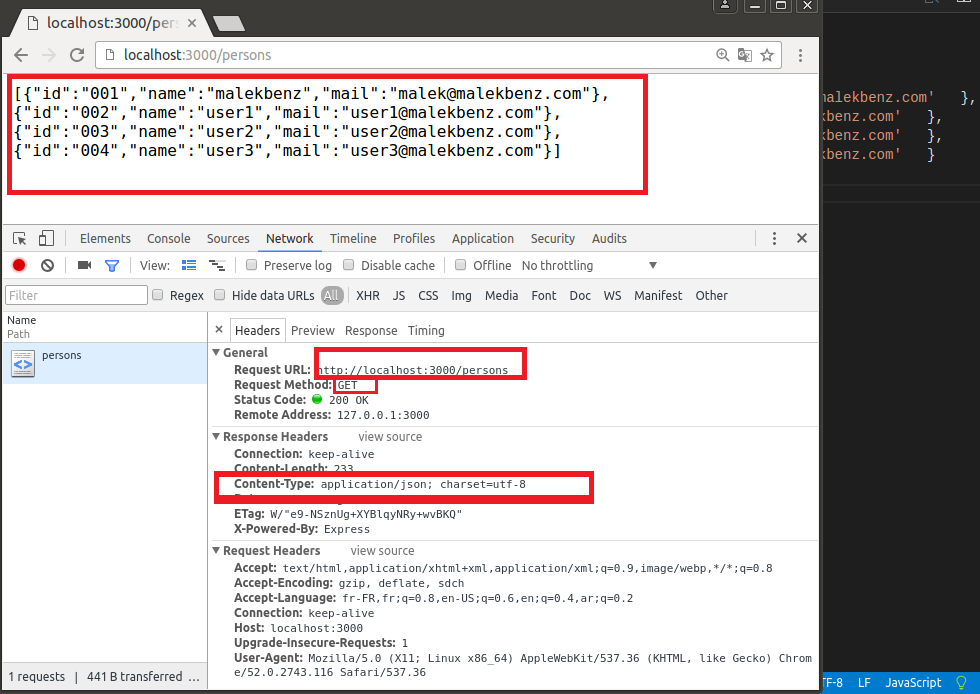 localhost:3000/pers
localhost:3000/persons
[{"id":"001","name":"malekbenz","mail":"malek@malekbenz.com"},
{"id":"002","name":"user1","mail":"user1@malekbenz.com"},
{"id":"003","name":"user2","mail":"user2@malekbenz.com"},
{"id":"004","name":"user3","mail":"user3@malekbenz.com"}]
malekbenz.com' },
kbenz.com' },
kbenz.com' },
kbenz.com' }
Elements Console Sources Network Timeline Profiles Application Security Audits
View: Preserve log Disable cache Offline No throttling
Filter Regex Hide data URLs All XHR JS CSS Img Media Font Doc WS Manifest Other
Name
Path
persons
Headers Preview Response Timing
General
Request URL: http://localhost:3000/persons
Request Method: GET
Status Code: 200 OK
Remote Address: 127.0.0.1:3000
Response Headers view source
Connection: keep-alive
Content-Length: 233
Content-Type: application/json; charset=utf-8
ETag: W/"e9-NSznUg+XYBlqyNRy+wvBKQ"
X-Powered-By: Express
Request Headers view source
Accept: text/html,application/xhtml+xml,application/xml;q=0.9,image/webp,*/*;q=0.8
Accept-Encoding: gzip, deflate, sdch
Accept-Language: fr-FR,fr;q=0.8,en-US;q=0.6,en;q=0.4,ar;q=0.2
Connection: keep-alive
Host: localhost:3000
Upgrade-Insecure-Requests: 1
User-Agent: Mozilla/5.0 (X11; Linux x86_64) AppleWebKit/537.36 (KHTML, like Gecko) Chrom
e/52.0.2743.116 Safari/537.36
1 requests | 441 B transferred ...
TF-8 LF JavaScript